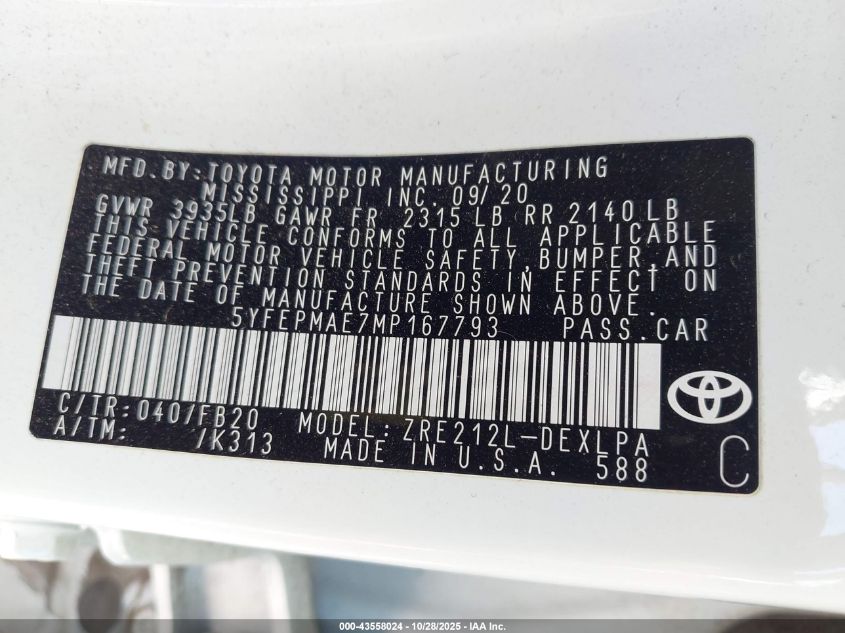 MFD.BY:TOYOTA MOTOR MANUFACTURING
MISSISSIPPI INC. 09/20
GVWR 3935LB GAWR FR 2315 LB RR 2140 LB
THIS VEHICLE CONFORMS TO ALL APPLICABLE
FEDERAL MOTOR VEHICLE SAFETY,BUMPER,AND
THEFT PREVENTION STANDARDS IN EFFECT ON
THE DATE OF MANUFACTURE SHOWN ABOVE.
5YFEPMAE7MP167793 PASS.CAR
C/TR:040/FB20 MODEL:ZRE212L-DEXLPA
A/TM: /K313 MADE IN U.S.A. 588
C
000-43558024 | 10/28/2025 - IAA Inc.